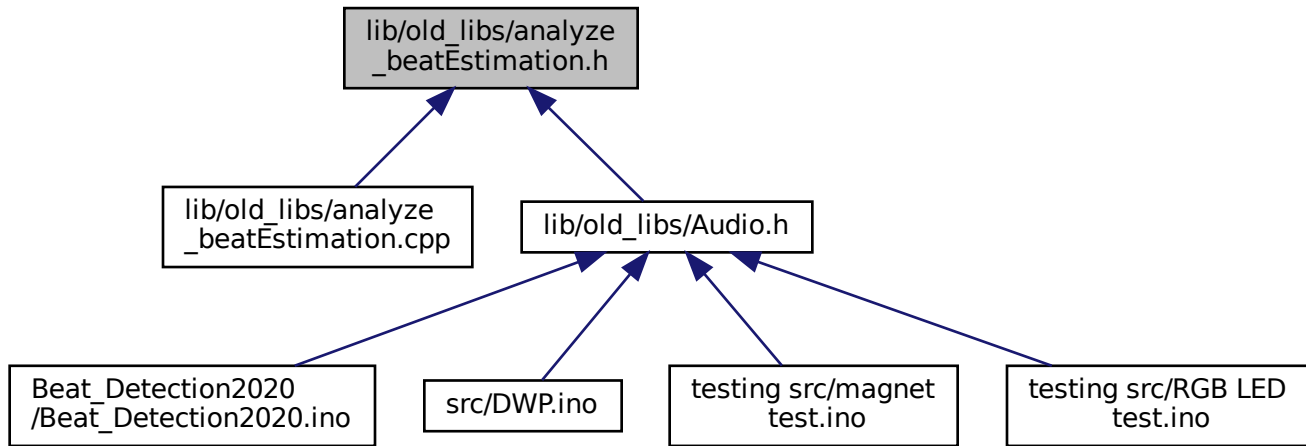 lib/old_libs/analyze
_beatEstimation.h
lib/old_libs/analyze
_beatEstimation.cpp
lib/old_libs/Audio.h
Beat_Detection2020
/Beat_Detection2020.ino
src/DWP.ino
testing src/magnet
test.ino
testing src/RGB LED
test.ino